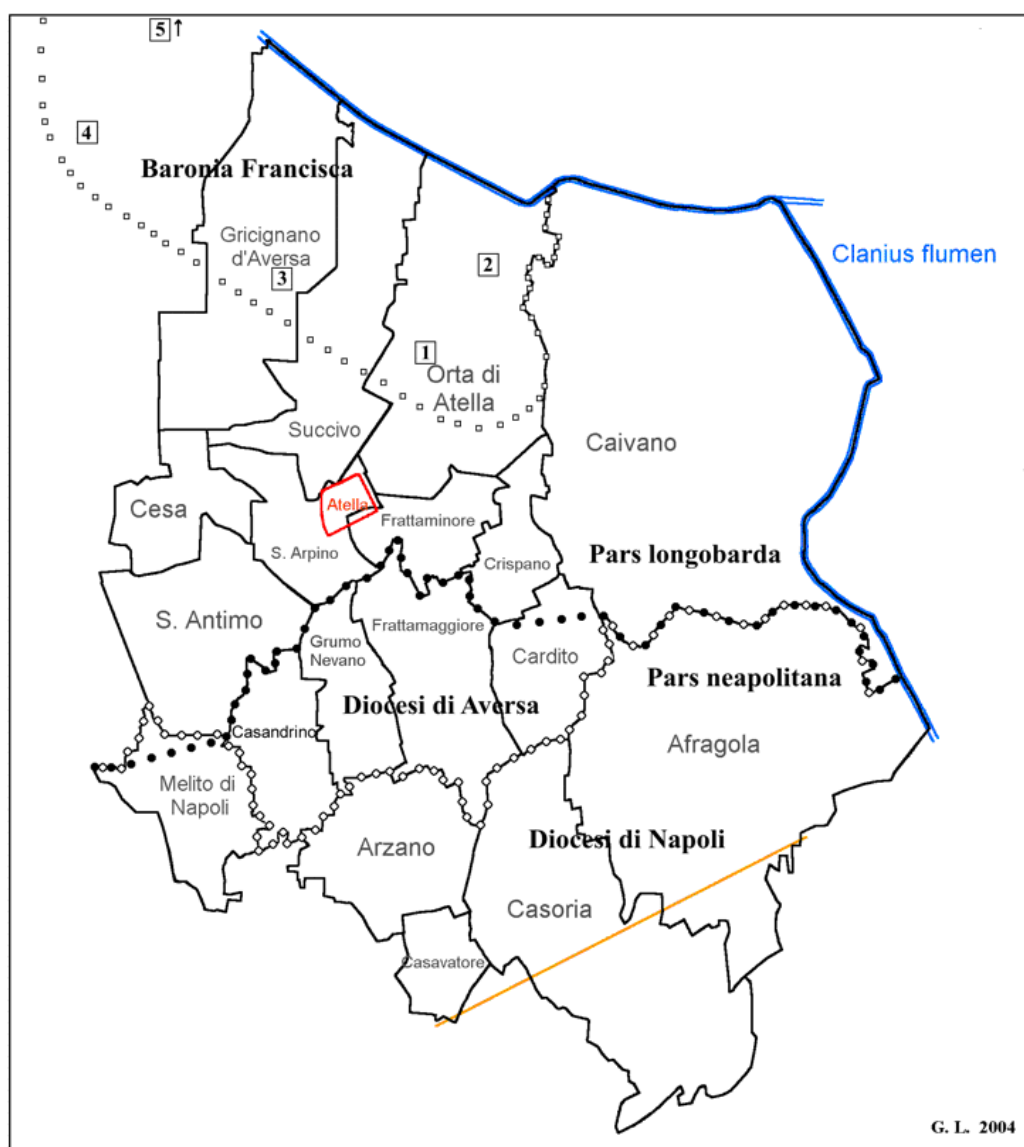 5↑
4
Baronia Francisca
Gricignano
d'Aversa
3
2
Clanius flumen
1
Orta di
Atella
Succivo
Caivano
Cesa
Atella
Frattaminore
S. Arpino
Crispano
Pars longobarda
S. Antimo
Frattamaggiore
Grumo
Nevano
Cardito
Pars neapolitana
Diocesi di Aversa
Casandrino
Afragola
Melito di
Napoli
Arzano
Diocesi di Napoli
Casoria
Casavatore
G. L. 2004